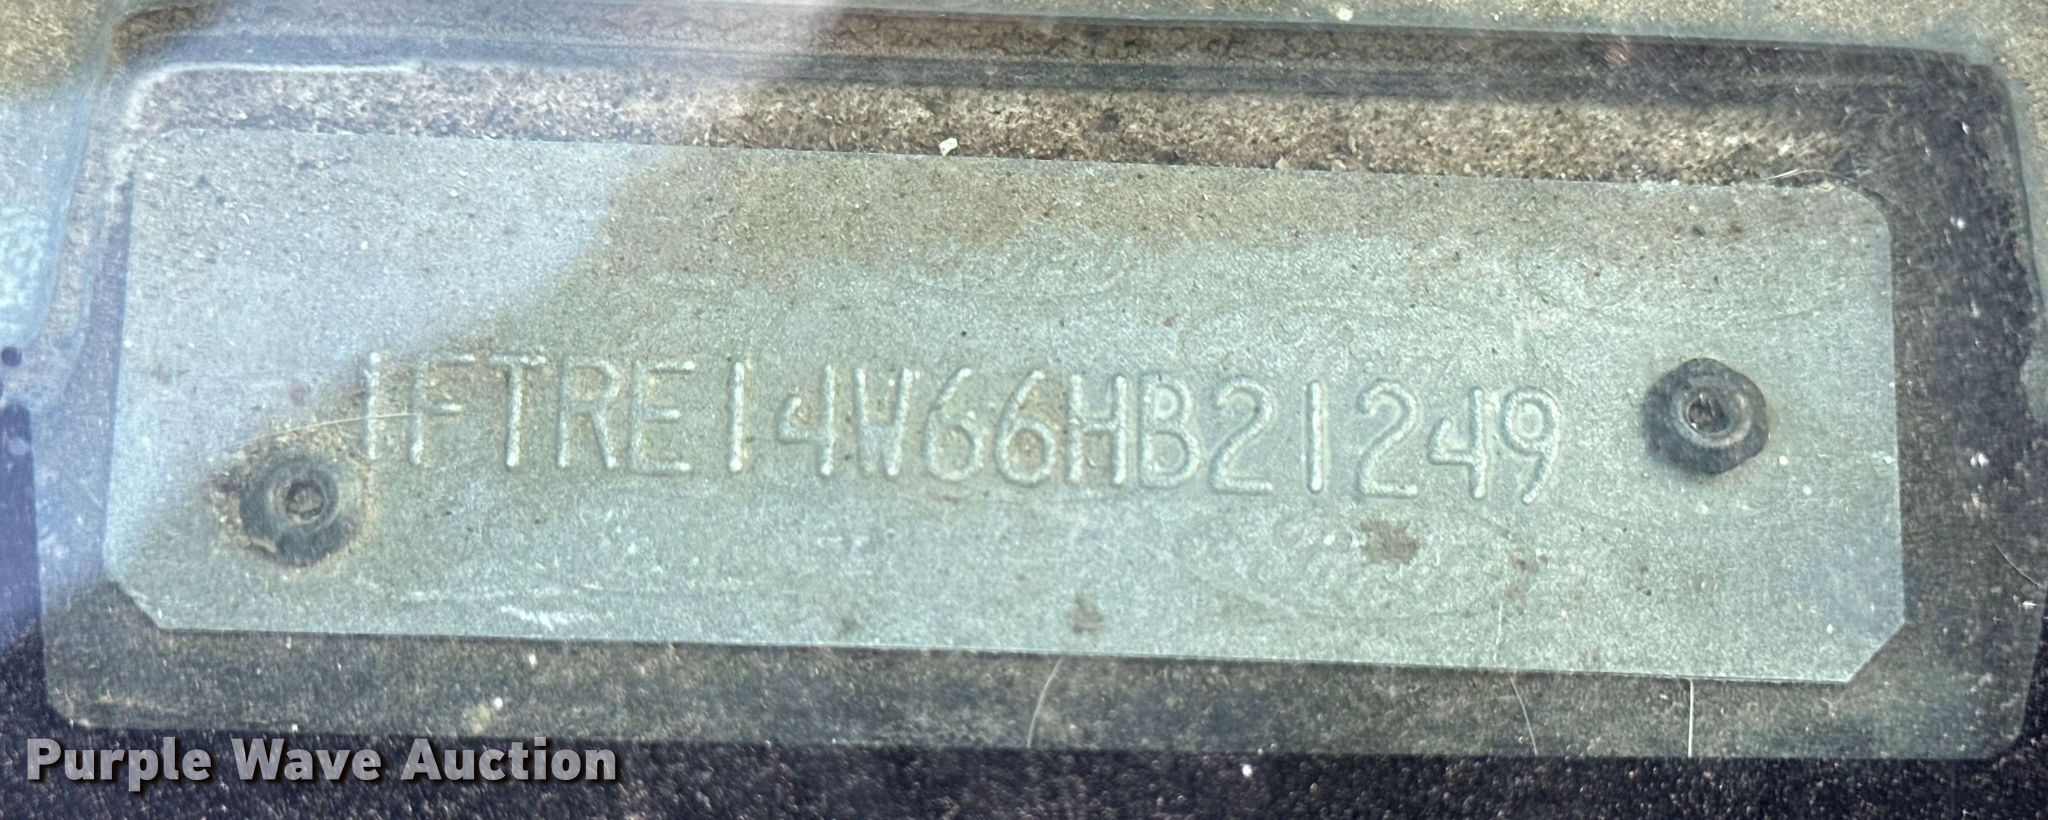 1FTRE14W66HB21249
Purple Wave Auction